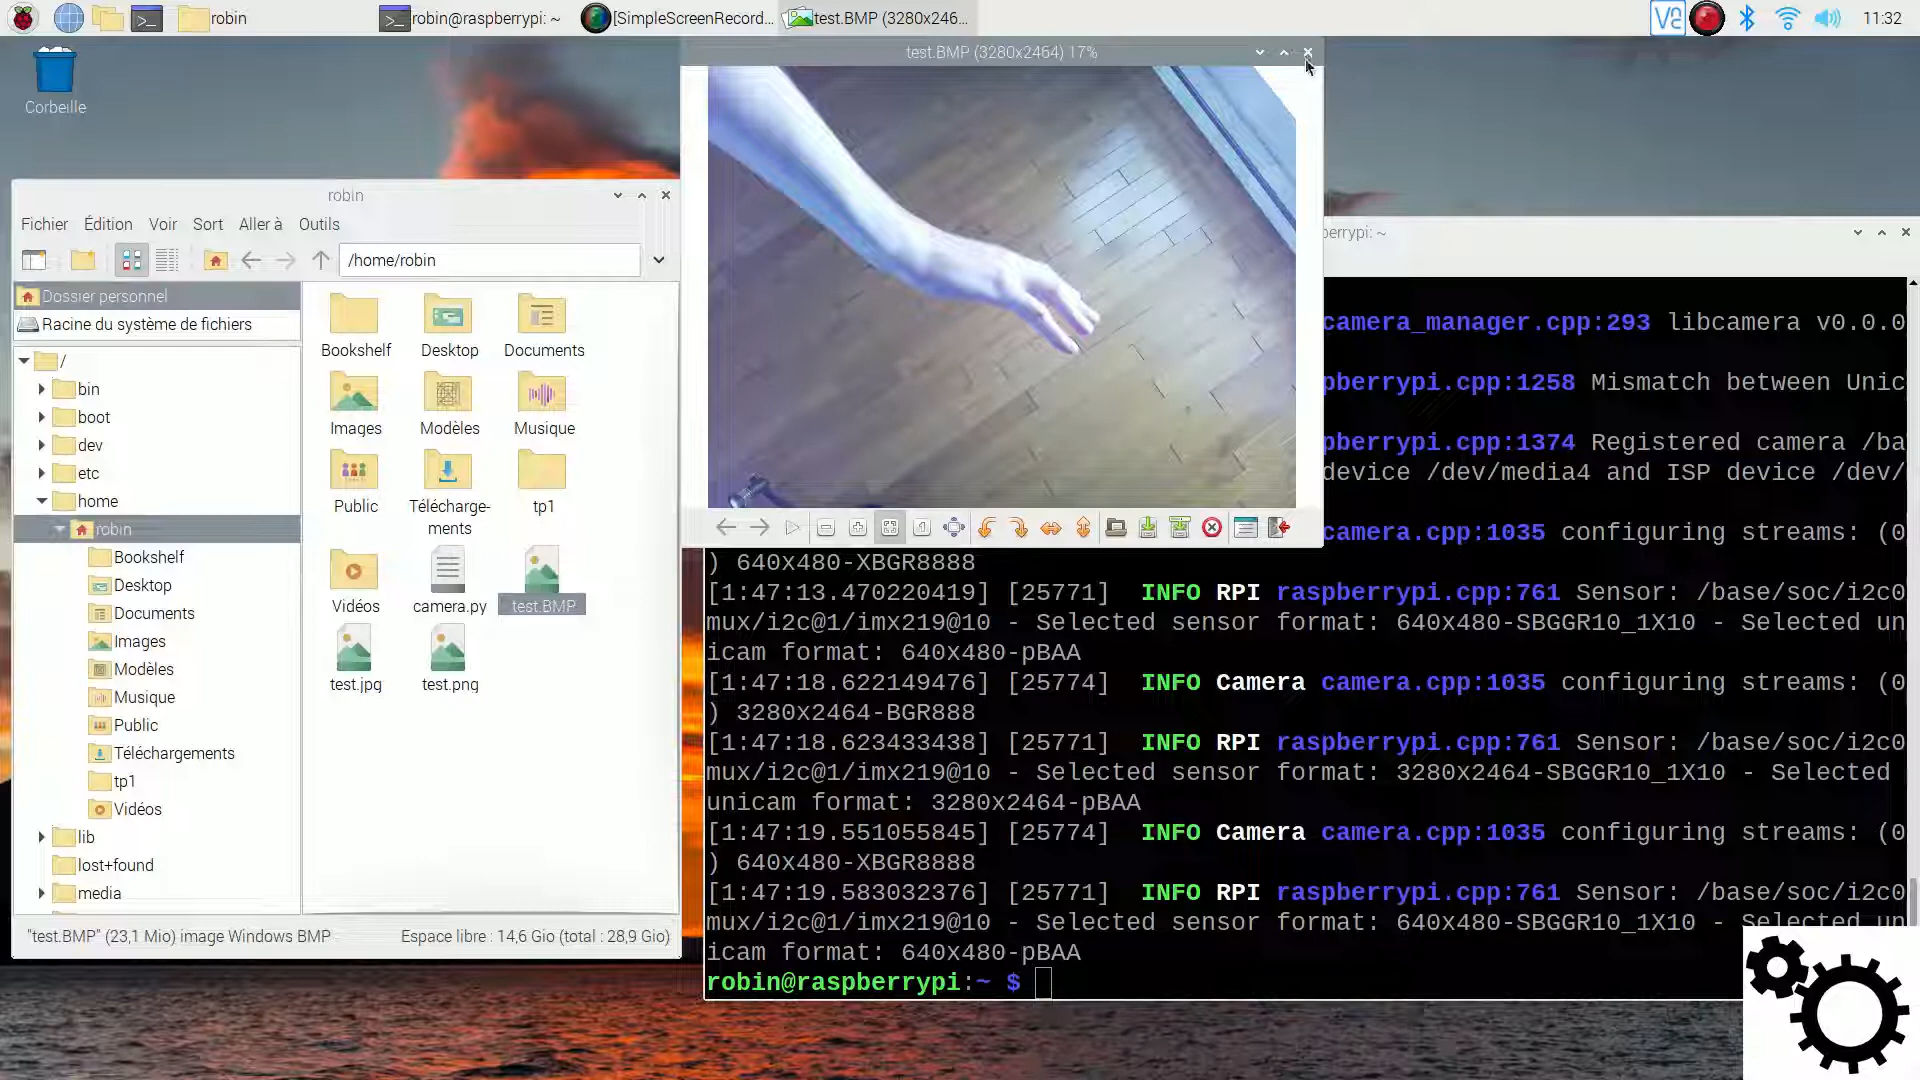 robin
robin@raspberrypi: ~
[SimpleScreenRecord...
test.BMP (3280x246...
11:32
Corbeille
test.BMP (3280x2464) 17%
robin
Fichier Édition Voir Sort Aller à Outils
/home/robin
Dossier personnel
Racine du système de fichiers
/
bin
boot
dev
etc
home
robin
Bookshelf
Desktop
Documents
Images
Modèles
Musique
Public
Téléchargements
tp1
Vidéos
lib
lost+found
media
Bookshelf Desktop Documents
Images Modèles Musique
Public Télécharge-
ments tp1
Vidéos camera.py test.BMP
test.jpg test.png
"test.BMP" (23,1 Mio) image Windows BMP Espace libre : 14,6 Gio (total : 28,9 Gio)
berrypi: ~
camera_manager.cpp:293 libcamera v0.0.0
pberrypi.cpp:1258 Mismatch between Unic
pberrypi.cpp:1374 Registered camera /ba
device /dev/media4 and ISP device /dev/
camera.cpp:1035 configuring streams: (0
) 640x480-XBGR8888
[1:47:13.470220419] [25771] INFO RPI raspberrypi.cpp:761 Sensor: /base/soc/i2c0
mux/i2c@1/imx219@10 - Selected sensor format: 640x480-SBGGR10_1X10 - Selected un
icam format: 640x480-pBAA
[1:47:18.622149476] [25774] INFO Camera camera.cpp:1035 configuring streams: (0
) 3280x2464-BGR888
[1:47:18.623433438] [25771] INFO RPI raspberrypi.cpp:761 Sensor: /base/soc/i2c0
mux/i2c@1/imx219@10 - Selected sensor format: 3280x2464-SBGGR10_1X10 - Selected
unicam format: 3280x2464-pBAA
[1:47:19.551055845] [25774] INFO Camera camera.cpp:1035 configuring streams: (0
) 640x480-XBGR8888
[1:47:19.583032376] [25771] INFO RPI raspberrypi.cpp:761 Sensor: /base/soc/i2c0
mux/i2c@1/imx219@10 - Selected sensor format: 640x480-SBGGR10_1X10 - Selected un
icam format: 640x480-pBAA
robin@raspberrypi:~ $